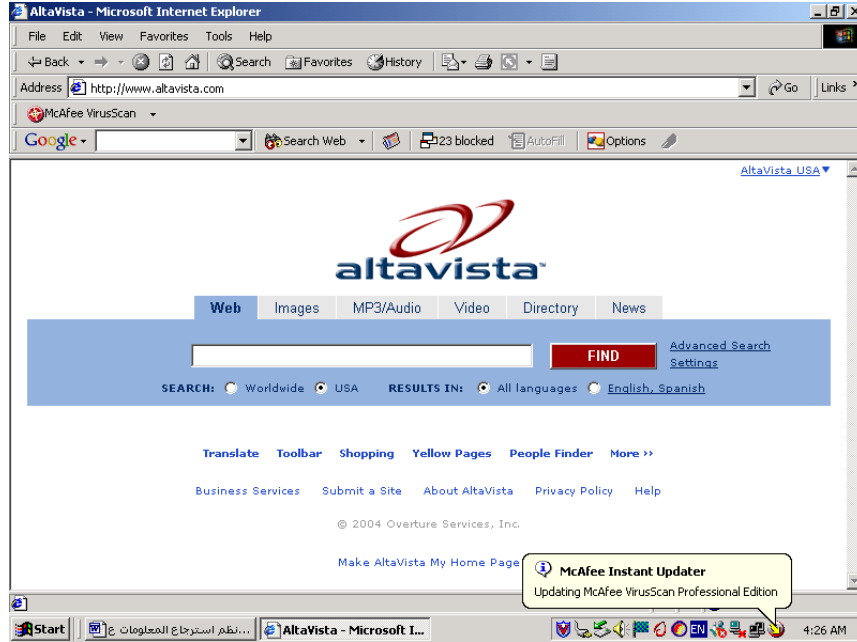 AltaVista - Microsoft Internet Explorer
File Edit View Favorites Tools Help
Back Search Favorites History
Address http://www.altavista.com Go Links
McAfee VirusScan
Google Search Web 23 blocked AutoFill Options
AltaVista USA
altavista™
Web Images MP3/Audio Video Directory News
FIND
Advanced Search
Settings
SEARCH: Worldwide USA RESULTS IN: All languages English, Spanish
Translate Toolbar Shopping Yellow Pages People Finder More >>
Business Services Submit a Site About AltaVista Privacy Policy Help
© 2004 Overture Services, Inc.
Make AltaVista My Home Page
McAfee Instant Updater
Updating McAfee VirusScan Professional Edition
Start نظم استرجاع المعلومات ع... AltaVista - Microsoft I... EN 4:26 AM